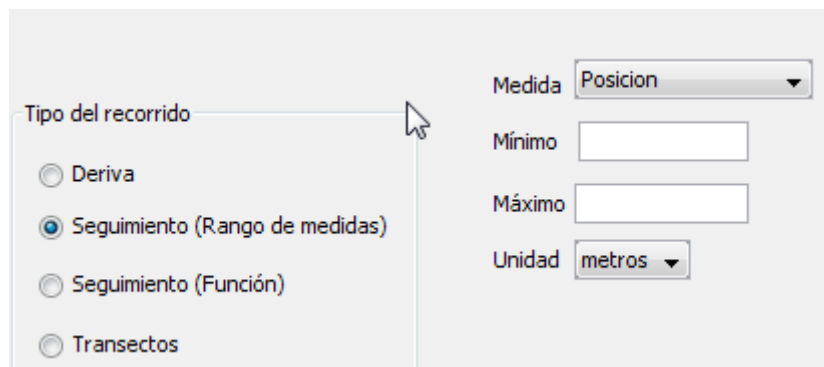 Tipo del recorrido
Deriva
Seguimiento (Rango de medidas)
Seguimiento (Función)
Transectos
Medida Posicion
Mínimo
Máximo
Unidad metros